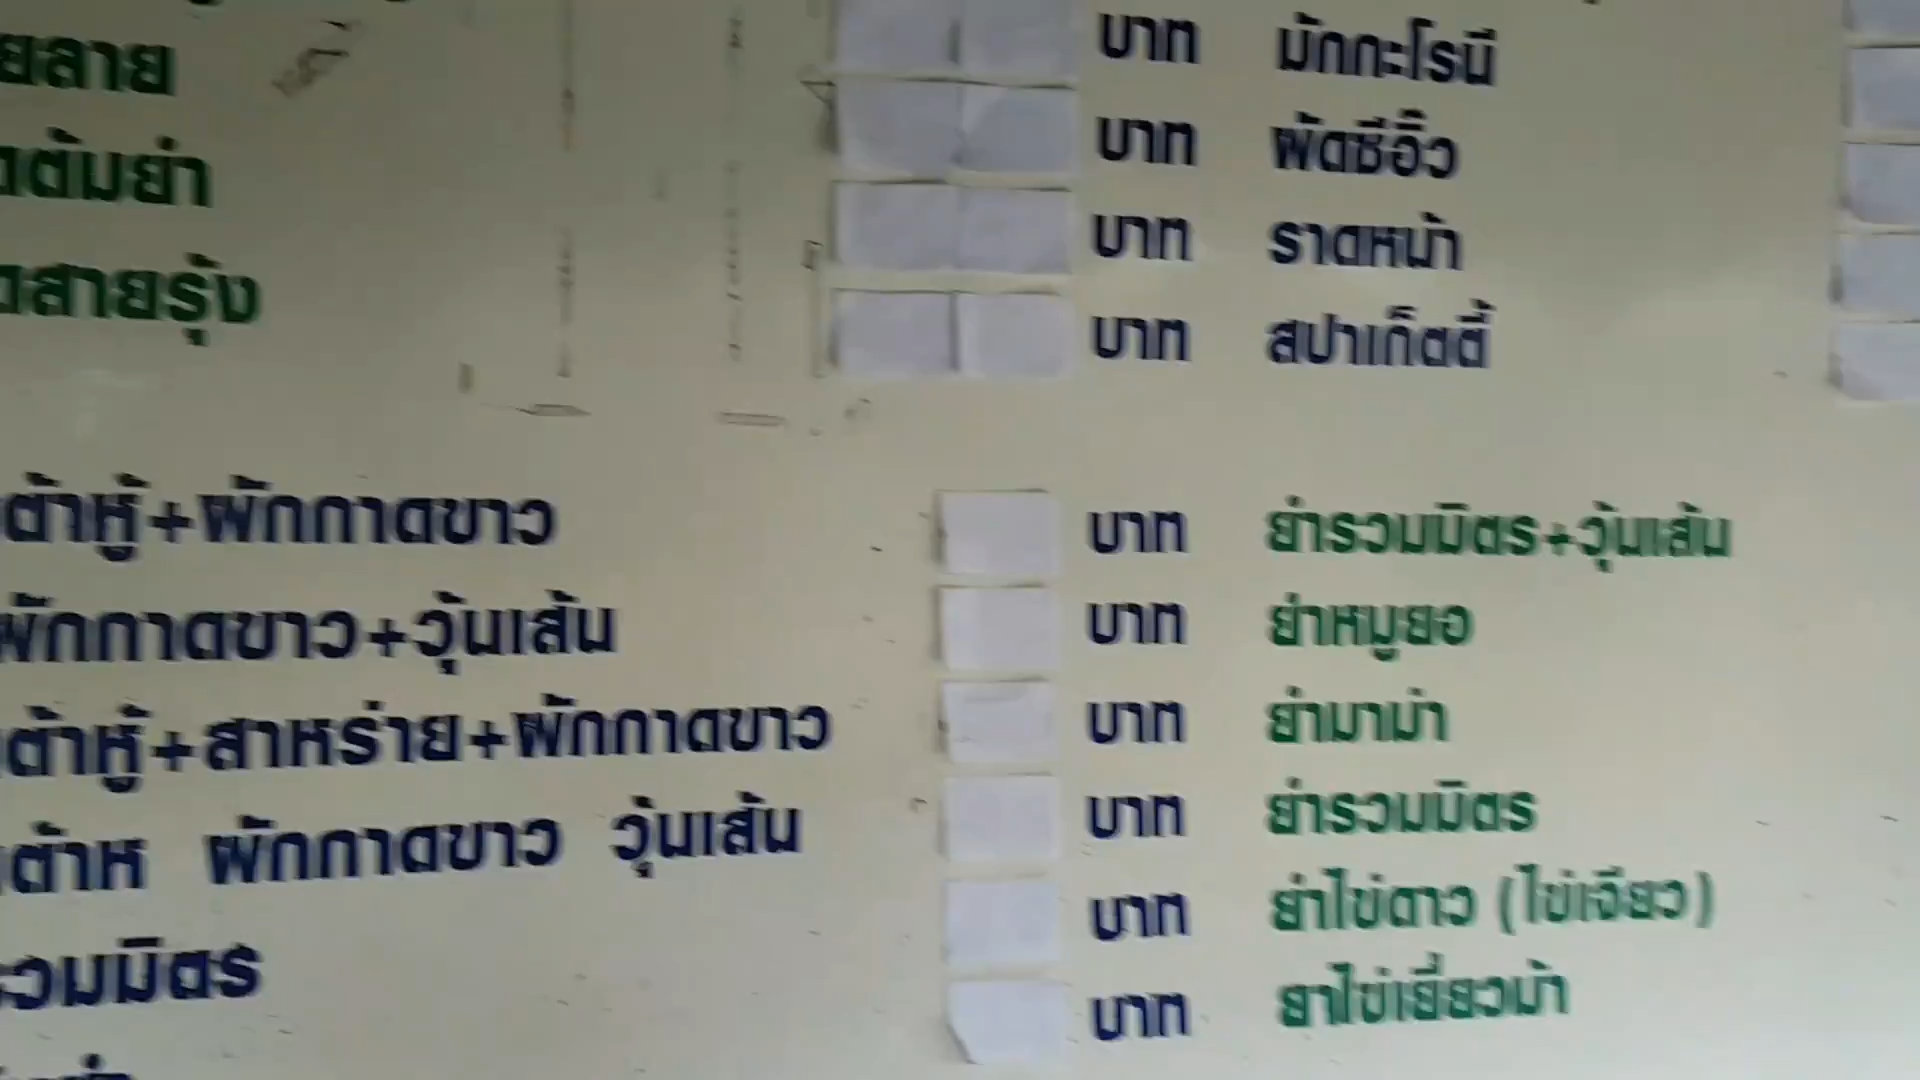 ยลาย
บาท มักกะโรนี
ต้มยำ
บาท ผัดซีอิ๊ว
บาท ราดหน้า
สายรุ้ง
บาท สปาเก็ตตี้
ต้าหู้+ผักกาดขาว
บาท ยำรวมมิตร+วุ้นเส้น
ผักกาดขาว+วุ้นเส้น
บาท ยำหมูยอ
ต้าหู้+สาหร่าย+ผักกาดขาว
บาท ยำมาม่า
ต้าห ผักกาดขาว วุ้นเส้น
บาท ยำรวมมิตร
บาท ยำไข่ดาว (ไข่เจียว)
รวมมิตร
บาท ยาไข่เยี่ยวม้า